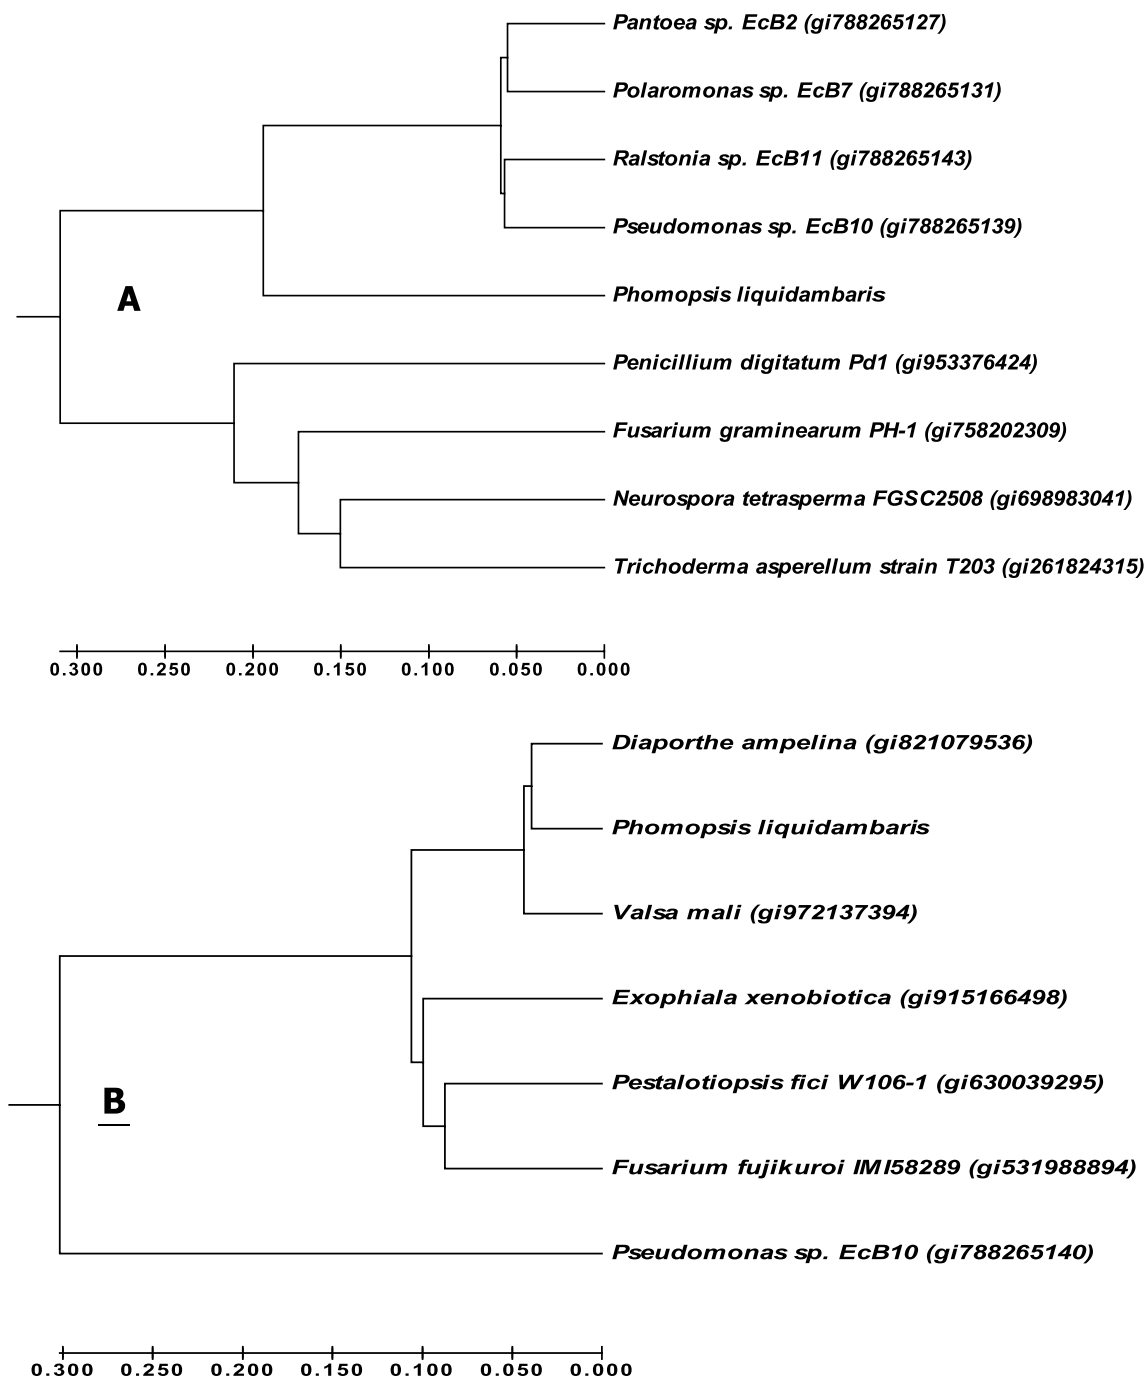 Pantoea sp. EcB2 (gi788265127)
Polaromonas sp. EcB7 (gi788265131)
Ralstonia sp. EcB11 (gi788265143)
Pseudomonas sp. EcB10 (gi788265139)
Phomopsis liquidambaris
A
Penicillium digitatum Pd1 (gi953376424)
Fusarium graminearum PH-1 (gi758202309)
Neurospora tetrasperma FGSC2508 (gi698983041)
Trichoderma asperellum strain T203 (gi261824315)
0.300 0.250 0.200 0.150 0.100 0.050 0.000
Diaporthe ampelina (gi821079536)
Phomopsis liquidambaris
Valsa mali (gi972137394)
Exophiala xenobiotica (gi915166498)
Pestalotiopsis fici W106-1 (gi630039295)
B
Fusarium fujikuroi IMI58289 (gi531988894)
Pseudomonas sp. EcB10 (gi788265140)
0.300 0.250 0.200 0.150 0.100 0.050 0.000